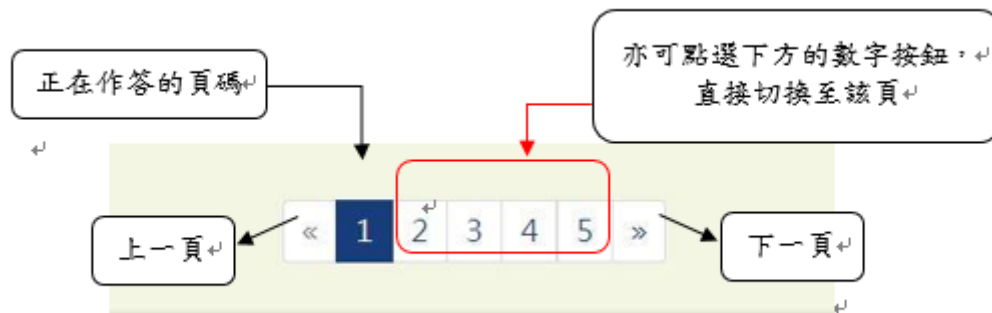 正在作答的頁碼
亦可點選下方的數字按鈕，
直接切換至該頁
« 1 2 3 4 5 »
上一頁
下一頁